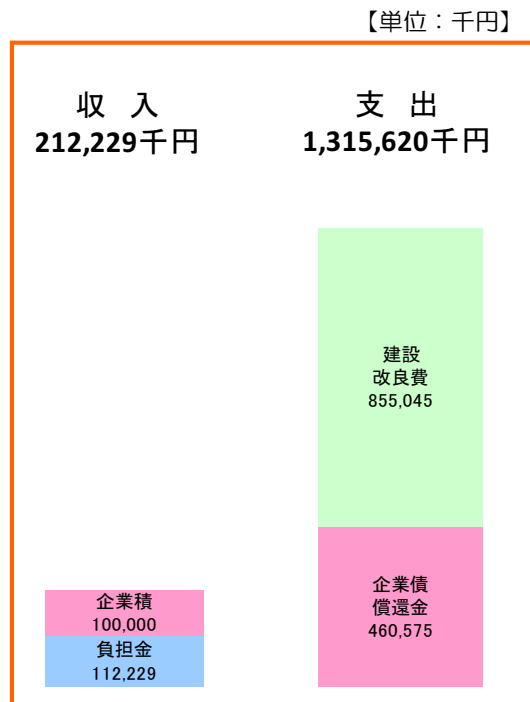 【単位：千円】
収 入
212,229千円
支 出
1,315,620千円
建設
改良費
855,045
企業積
100,000
負担金
112,229
企業債
償還金
460,575